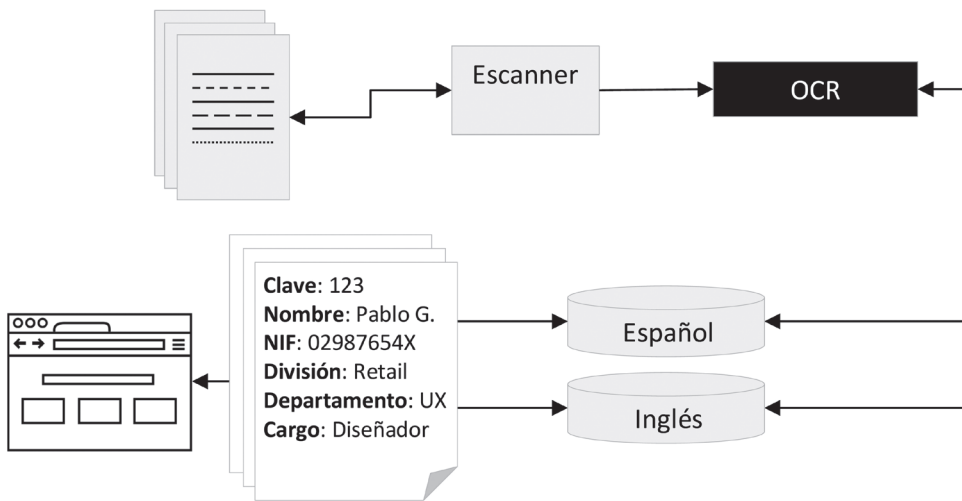 Escanner
OCR
Clave: 123
Nombre: Pablo G.
NIF: 02987654X
División: Retail
Departamento: UX
Cargo: Diseñador
Español
Inglés